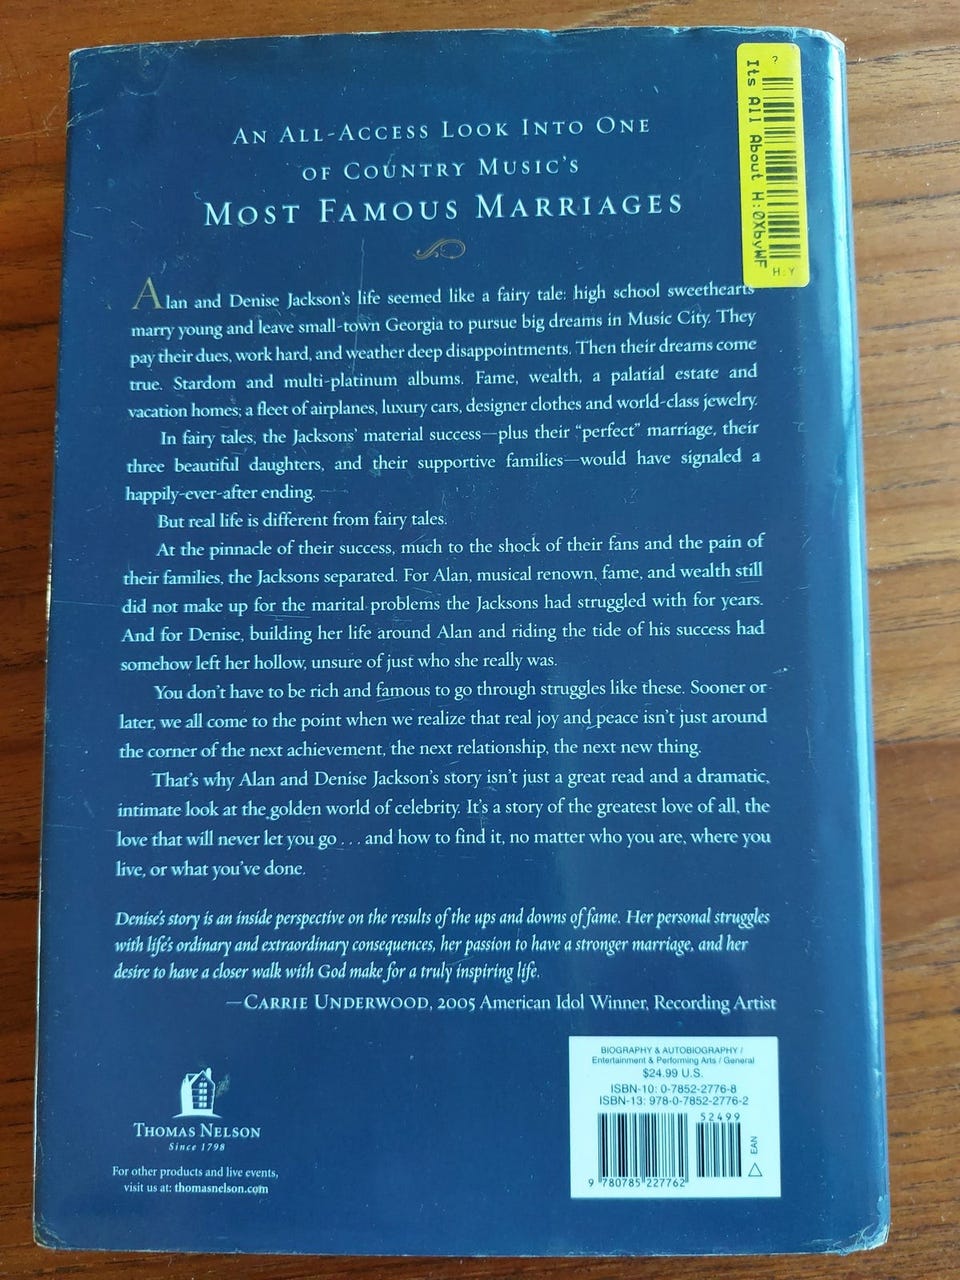 AN ALL-ACCESS LOOK INTO ONE
OF COUNTRY MUSIC'S
MOST FAMOUS MARRIAGES
?
Its All About H:0XbyWF
H:Y
Alan and Denise Jackson's life seemed like a fairy tale: high school sweethearts
marry young and leave small-town Georgia to pursue big dreams in Music City. They
pay their dues, work hard, and weather deep disappointments. Then their dreams come
true. Stardom and multi-platinum albums. Fame, wealth, a palatial estate and
vacation homes; a fleet of airplanes, luxury cars, designer clothes and world-class jewelry.
In fairy tales, the Jacksons' material success—plus their "perfect" marriage, their
three beautiful daughters, and their supportive families—would have signaled a
happily-ever-after ending.
But real life is different from fairy tales.
At the pinnacle of their success, much to the shock of their fans and the pain of
their families, the Jacksons separated. For Alan, musical renown, fame, and wealth still
did not make up for the marital problems the Jacksons had struggled with for years.
And for Denise, building her life around Alan and riding the tide of his success had
somehow left her hollow, unsure of just who she really was.
You don't have to be rich and famous to go through struggles like these. Sooner or
later, we all come to the point when we realize that real joy and peace isn't just around
the corner of the next achievement, the next relationship, the next new thing.
That's why Alan and Denise Jackson's story isn't just a great read and a dramatic,
intimate look at the golden world of celebrity. It's a story of the greatest love of all, the
love that will never let you go . . . and how to find it, no matter who you are, where you
live, or what you've done.
Denise's story is an inside perspective on the results of the ups and downs of fame. Her personal struggles
with life's ordinary and extraordinary consequences, her passion to have a stronger marriage, and her
desire to have a closer walk with God make for a truly inspiring life.
—CARRIE UNDERWOOD, 2005 American Idol Winner, Recording Artist
THOMAS NELSON
Since 1798
For other products and live events,
visit us at: thomasnelson.com
BIOGRAPHY & AUTOBIOGRAPHY /
Entertainment & Performing Arts / General
$24.99 U.S.
ISBN-10: 0-7852-2776-8
ISBN-13: 978-0-7852-2776-2
52499
EAN
9 780785 227762